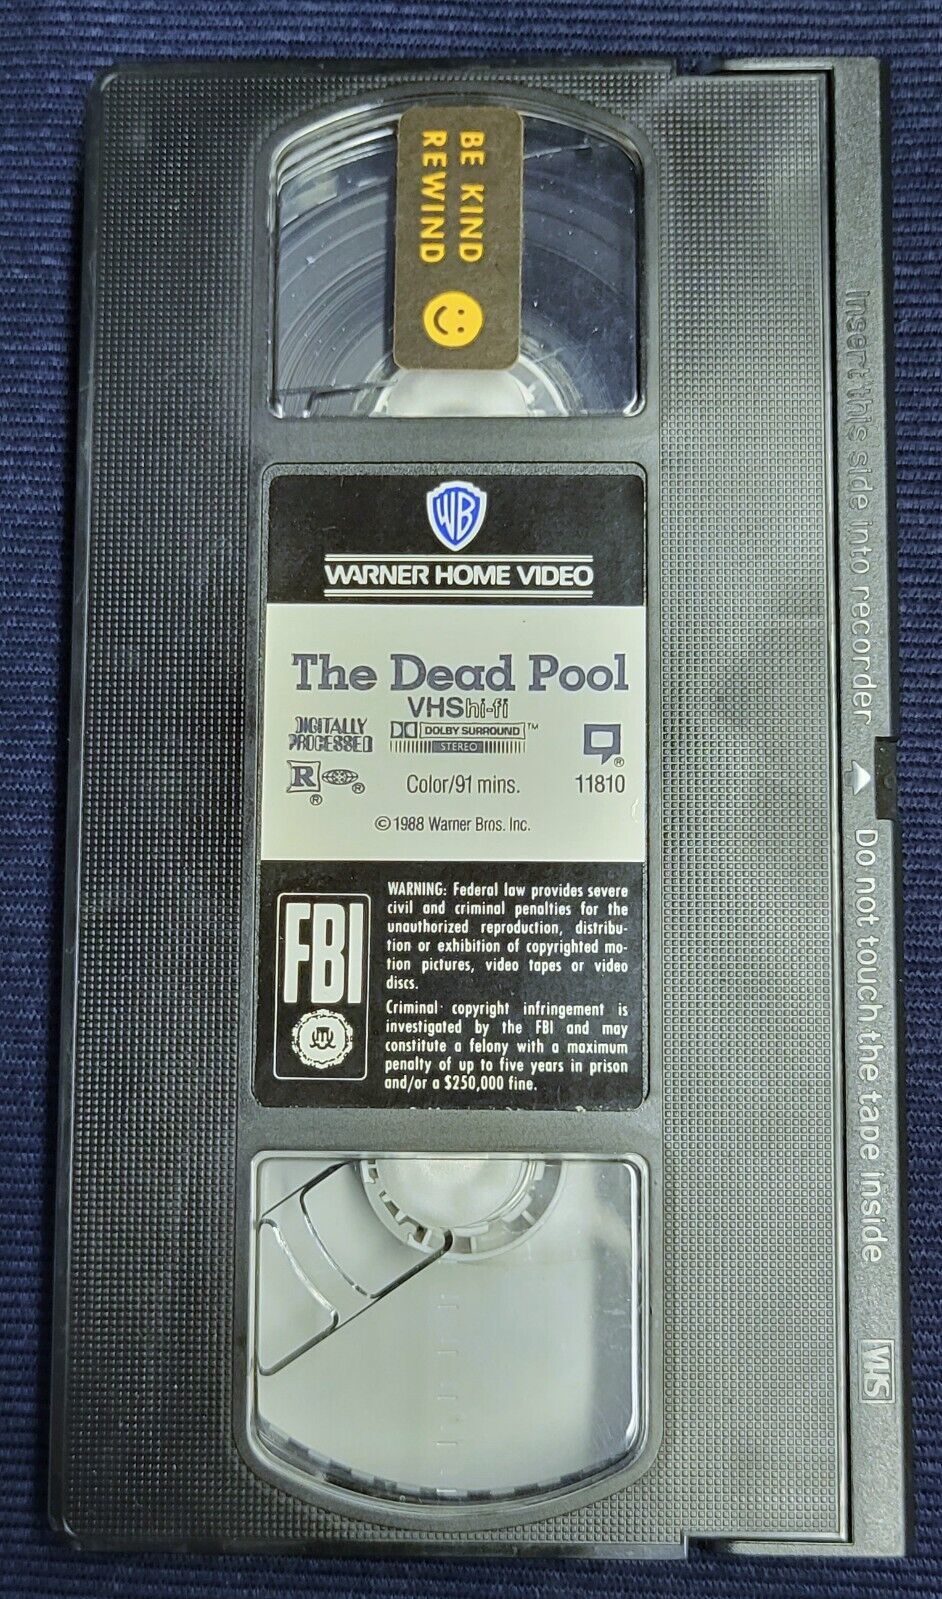 BE KIND
REWIND
WB
WARNER HOME VIDEO
The Dead Pool
VHS hi-fi
DIGITALLY
PROCESSED
DOLBY SURROUND™
STEREO
R
®
®
®
Color/91 mins.
11810
© 1988 Warner Bros. Inc.
FBI
WARNING: Federal law provides severe
civil and criminal penalties for the
unauthorized reproduction, distribu-
tion or exhibition of copyrighted mo-
tion pictures, video tapes or video
discs.
Criminal copyright infringement is
investigated by the FBI and may
constitute a felony with a maximum
penalty of up to five years in prison
and/or a $250,000 fine.
Insert this side into recorder
Do not touch the tape inside
VHS